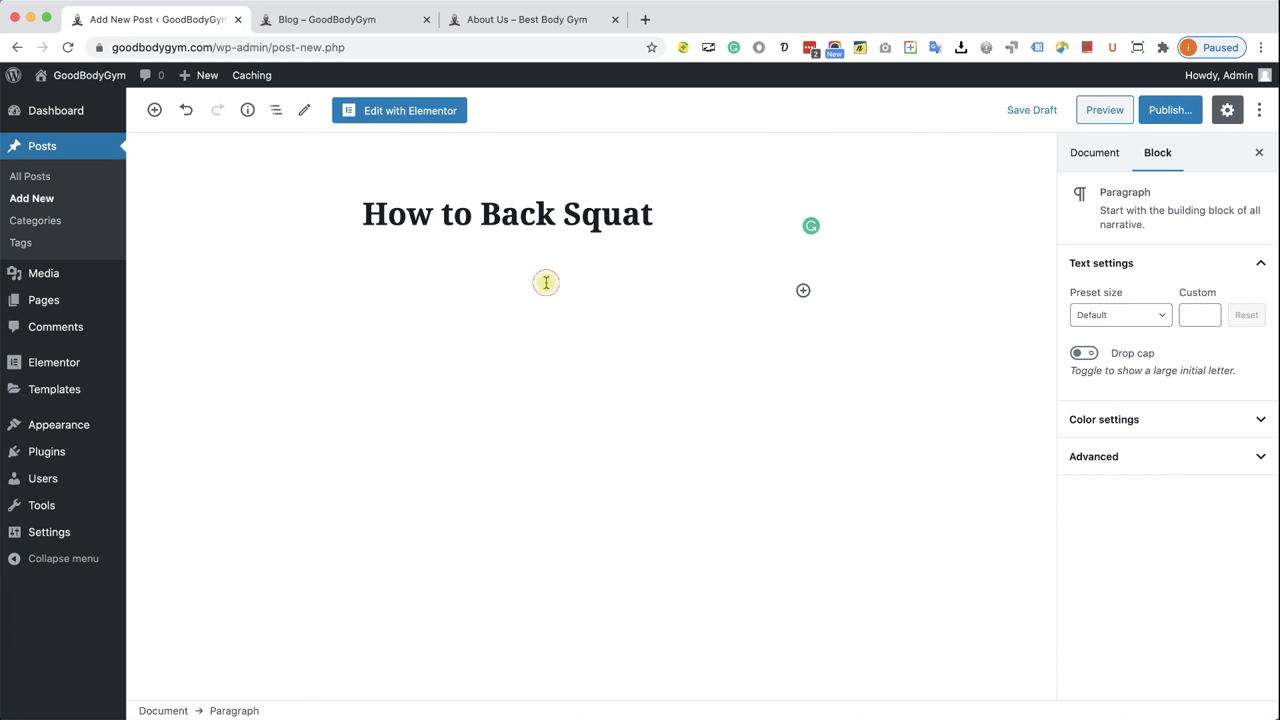 Add New Post ‹ GoodBodyGym
Blog – GoodBodyGym
About Us – Best Body Gym
goodbodygym.com/wp-admin/post-new.php
2
New
Paused
GoodBodyGym
0
New
Caching
Howdy, Admin
Dashboard
Edit with Elementor
Save Draft
Preview
Publish...
Posts
All Posts
Add New
Categories
Tags
Media
Pages
Comments
Elementor
Templates
Appearance
Plugins
Users
Tools
Settings
Collapse menu
How to Back Squat
Document
Block
Paragraph
Start with the building block of all
narrative.
Text settings
Preset size
Custom
Default
Reset
Drop cap
Toggle to show a large initial letter.
Color settings
Advanced
Document → Paragraph